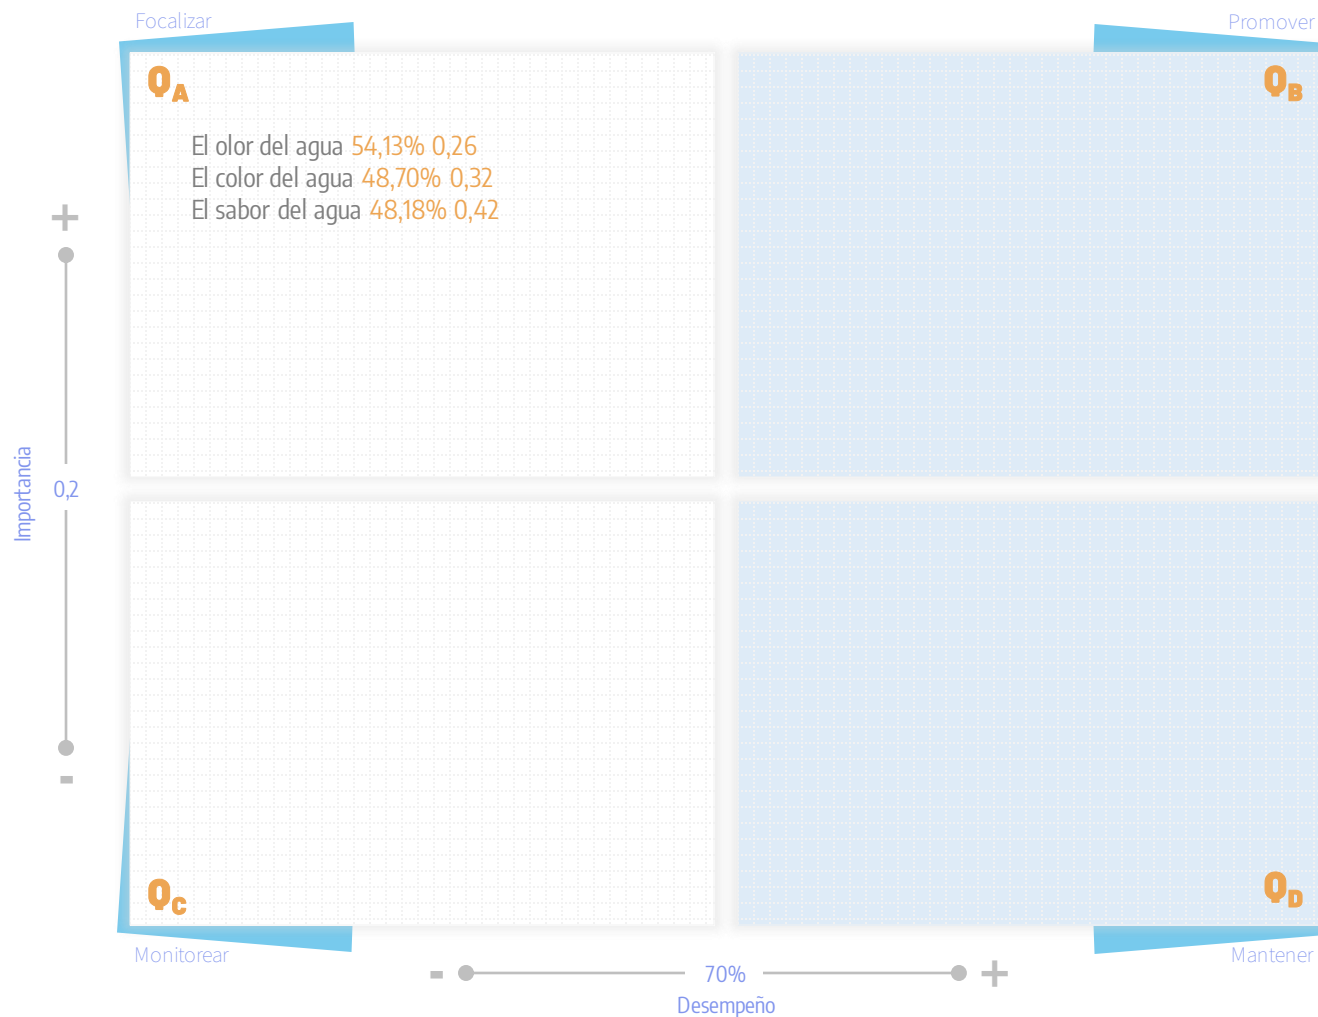 Focalizar
Promover
QA
QB
El olor del agua 54,13% 0,26
El color del agua 48,70% 0,32
El sabor del agua 48,18% 0,42
+
Importancia
0,2
-
QC
QD
Monitorear
Mantener
- 70% +
Desempeño